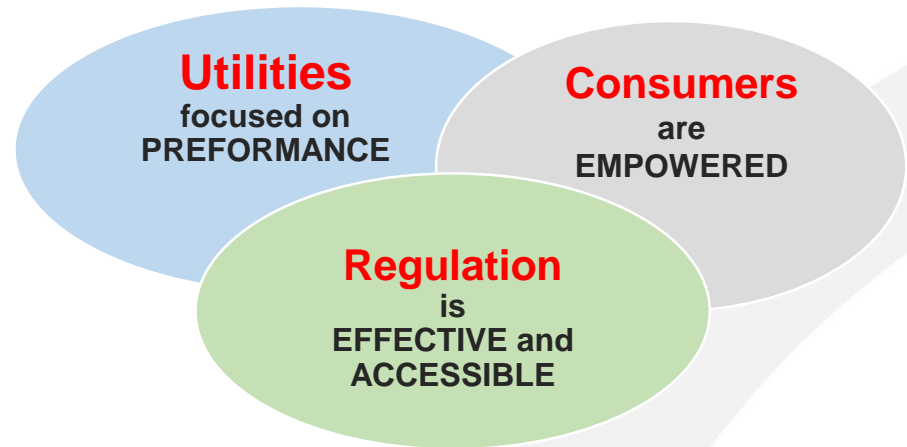 Utilities
focused on
PREFORMANCE
Consumers
are
EMPOWERED
Regulation
is
EFFECTIVE and
ACCESSIBLE